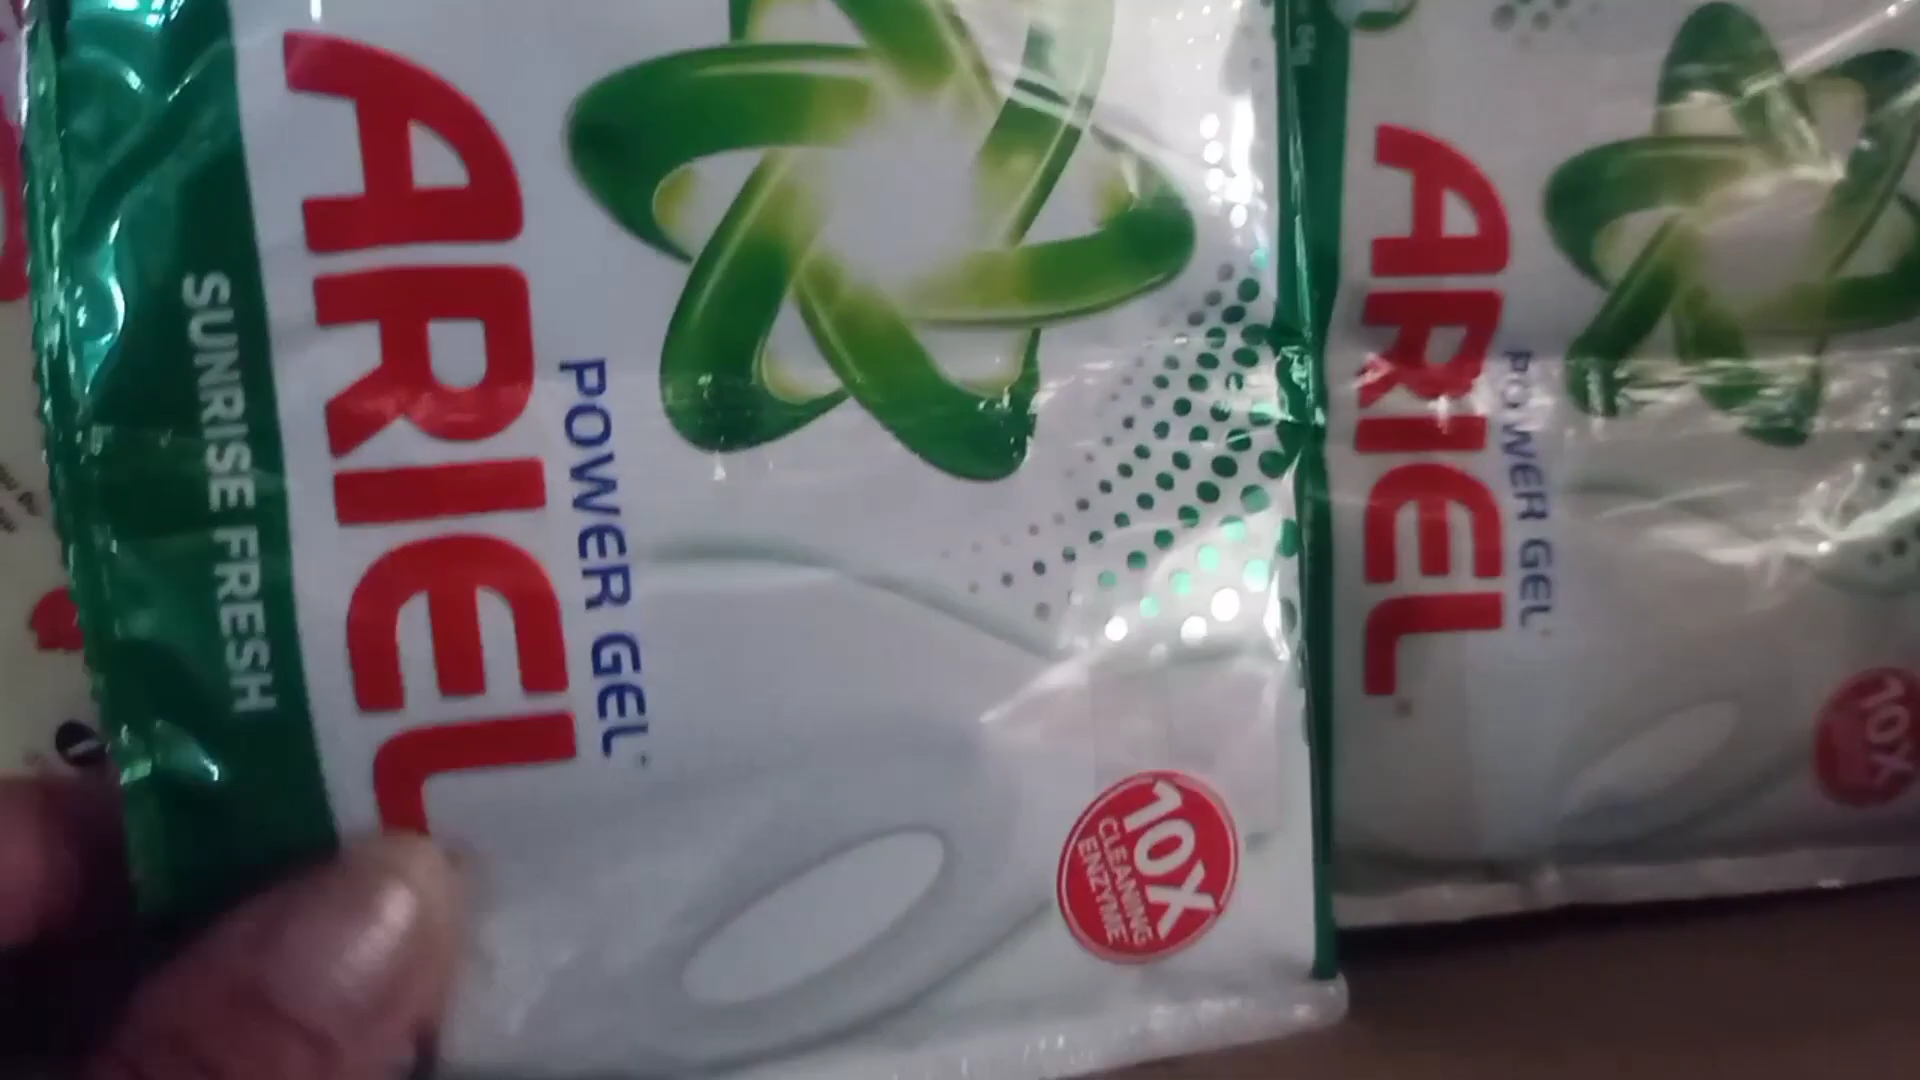 ARIEL
POWER GEL
SUNRISE FRESH
10X
CLEANING
ENZYME
ARIEL
POWER GEL
10X